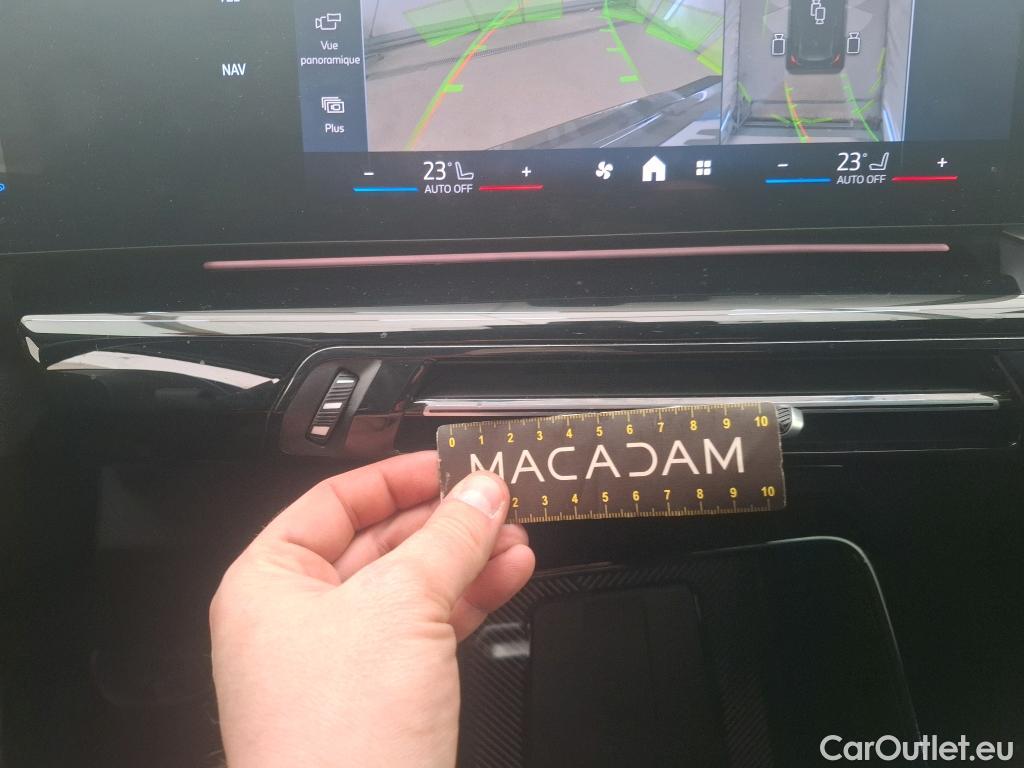 Vue
panoramique
NAV
Plus
− 23° +
AUTO OFF
− 23° +
AUTO OFF
0 1 2 3 4 5 6 7 8 9 10
MACADAM
2 3 4 5 6 7 8 9 10
CarOutlet.eu